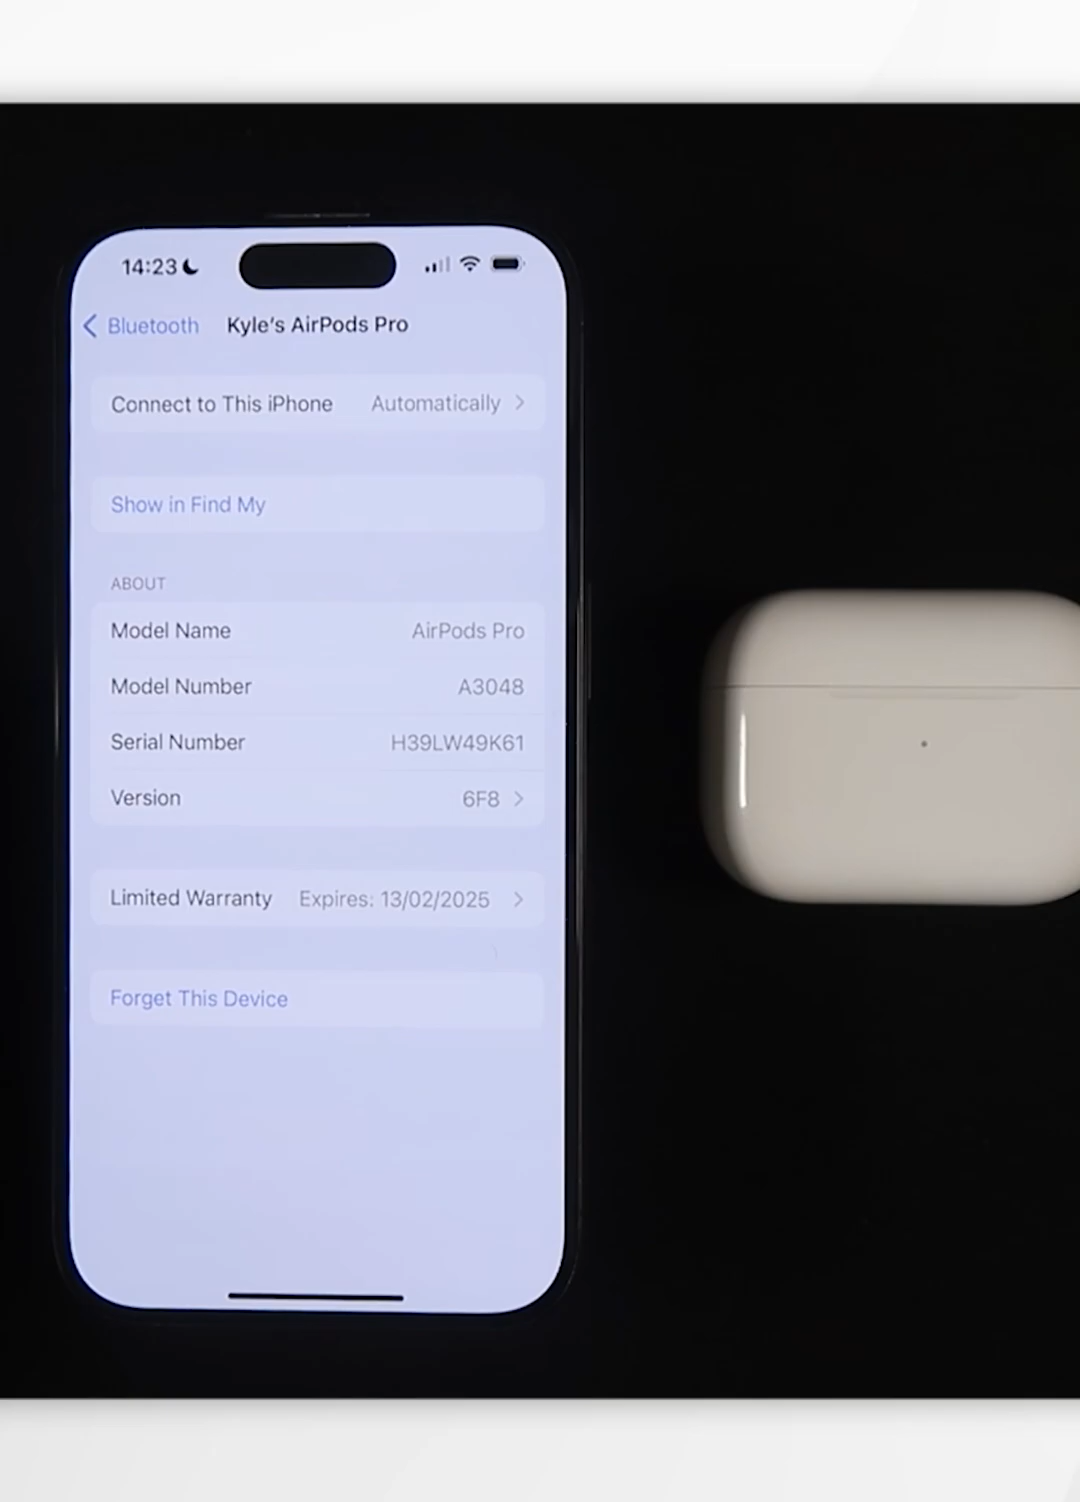 14:23
Bluetooth Kyle's AirPods Pro
Connect to This iPhone Automatically
Show in Find My
ABOUT
Model Name AirPods Pro
Model Number A3048
Serial Number H39LW49K61
Version 6F8
Limited Warranty Expires: 13/02/2025
Forget This Device